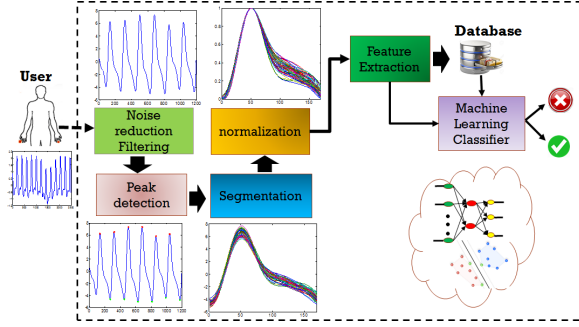 User
Noise
reduction
Filtering
Peak
detection
Segmentation
normalization
Feature
Extraction
Database
Machine
Learning
Classifier